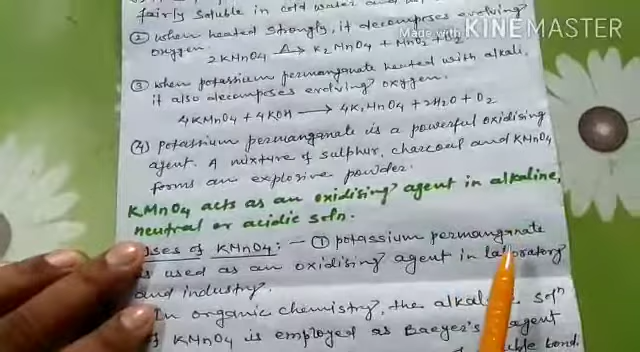 fairly soluble in cold water and
Made with KINEMASTER
② when heated strongly, it decomposes evolving
oxygen.
2KMnO4 △→ K2MnO4 + MnO2 + O2
③ when potassium permanganate heated with alkali,
it also decomposes evolving oxygen.
4KMnO4 + 4KOH → 4K2MnO4 + 2H2O + O2
(4) potassium permanganate is a powerful oxidising
agent. A mixture of sulphur, charcoal and KMnO4
forms an explosive powder.
KMnO4 acts as an oxidising agent in alkaline,
neutral or acidic soln.
uses of KMnO4: — ① potassium permanganate
is used as an oxidising agent in laboratory
and industry.
In organic chemistry, the alkaline soln
of KMnO4 is employed as Baeyer's
bond.